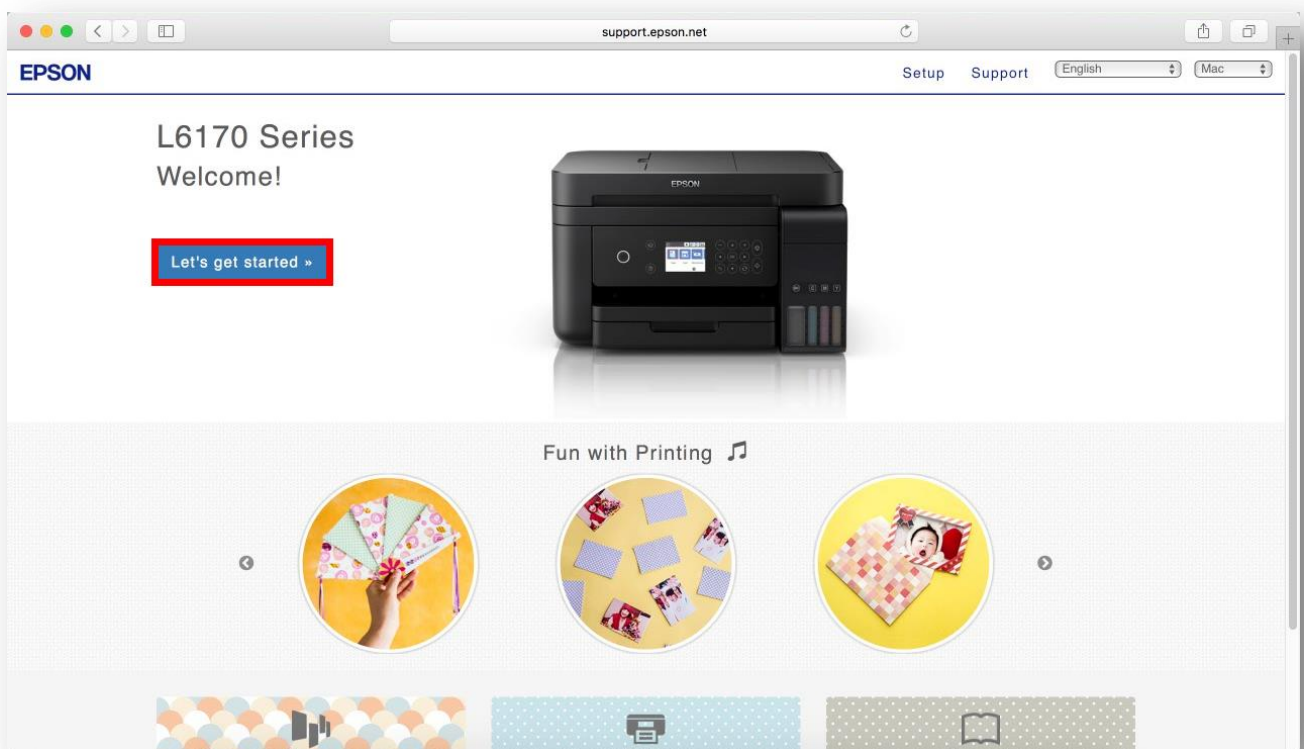 support.epson.net
EPSON
Setup Support English Mac
L6170 Series
Welcome!
Let's get started »
EPSON
Fun with Printing